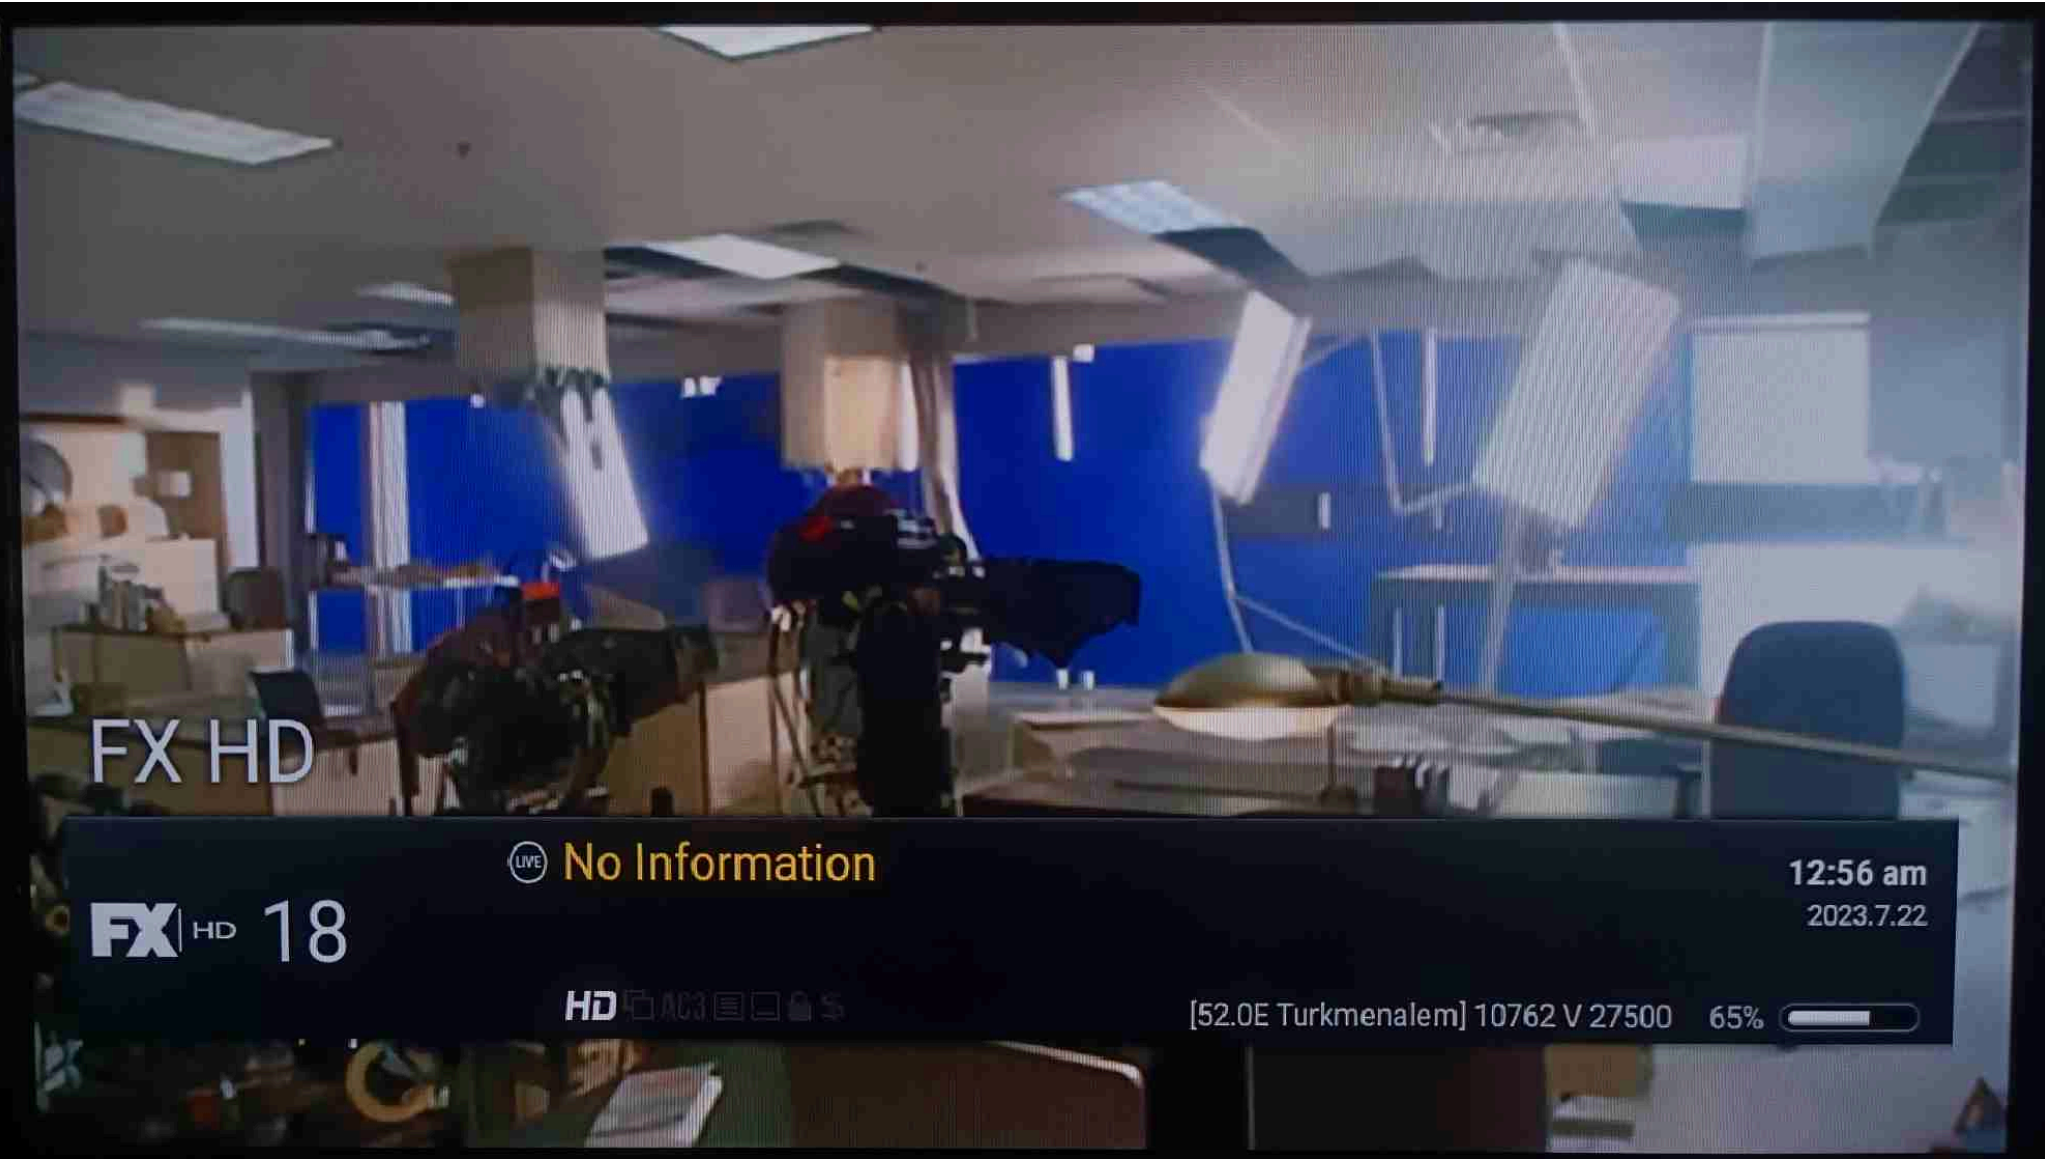 FX HD
LIVE No Information
12:56 am
2023.7.22
FX HD 18
HD AC3 $
[52.0E Turkmenalem] 10762 V 27500 65%